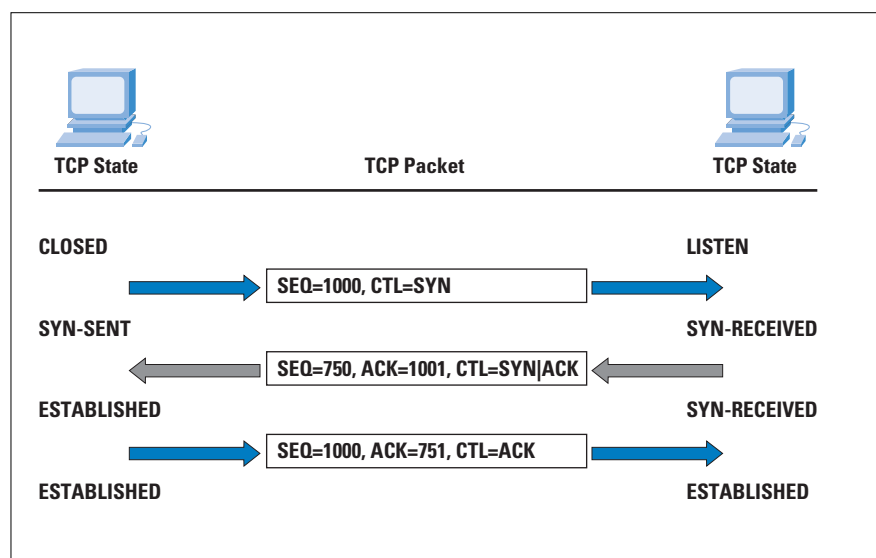 TCP State TCP Packet TCP State
CLOSED LISTEN
SEQ=1000, CTL=SYN
SYN-SENT SYN-RECEIVED
SEQ=750, ACK=1001, CTL=SYN|ACK
ESTABLISHED SYN-RECEIVED
SEQ=1000, ACK=751, CTL=ACK
ESTABLISHED ESTABLISHED